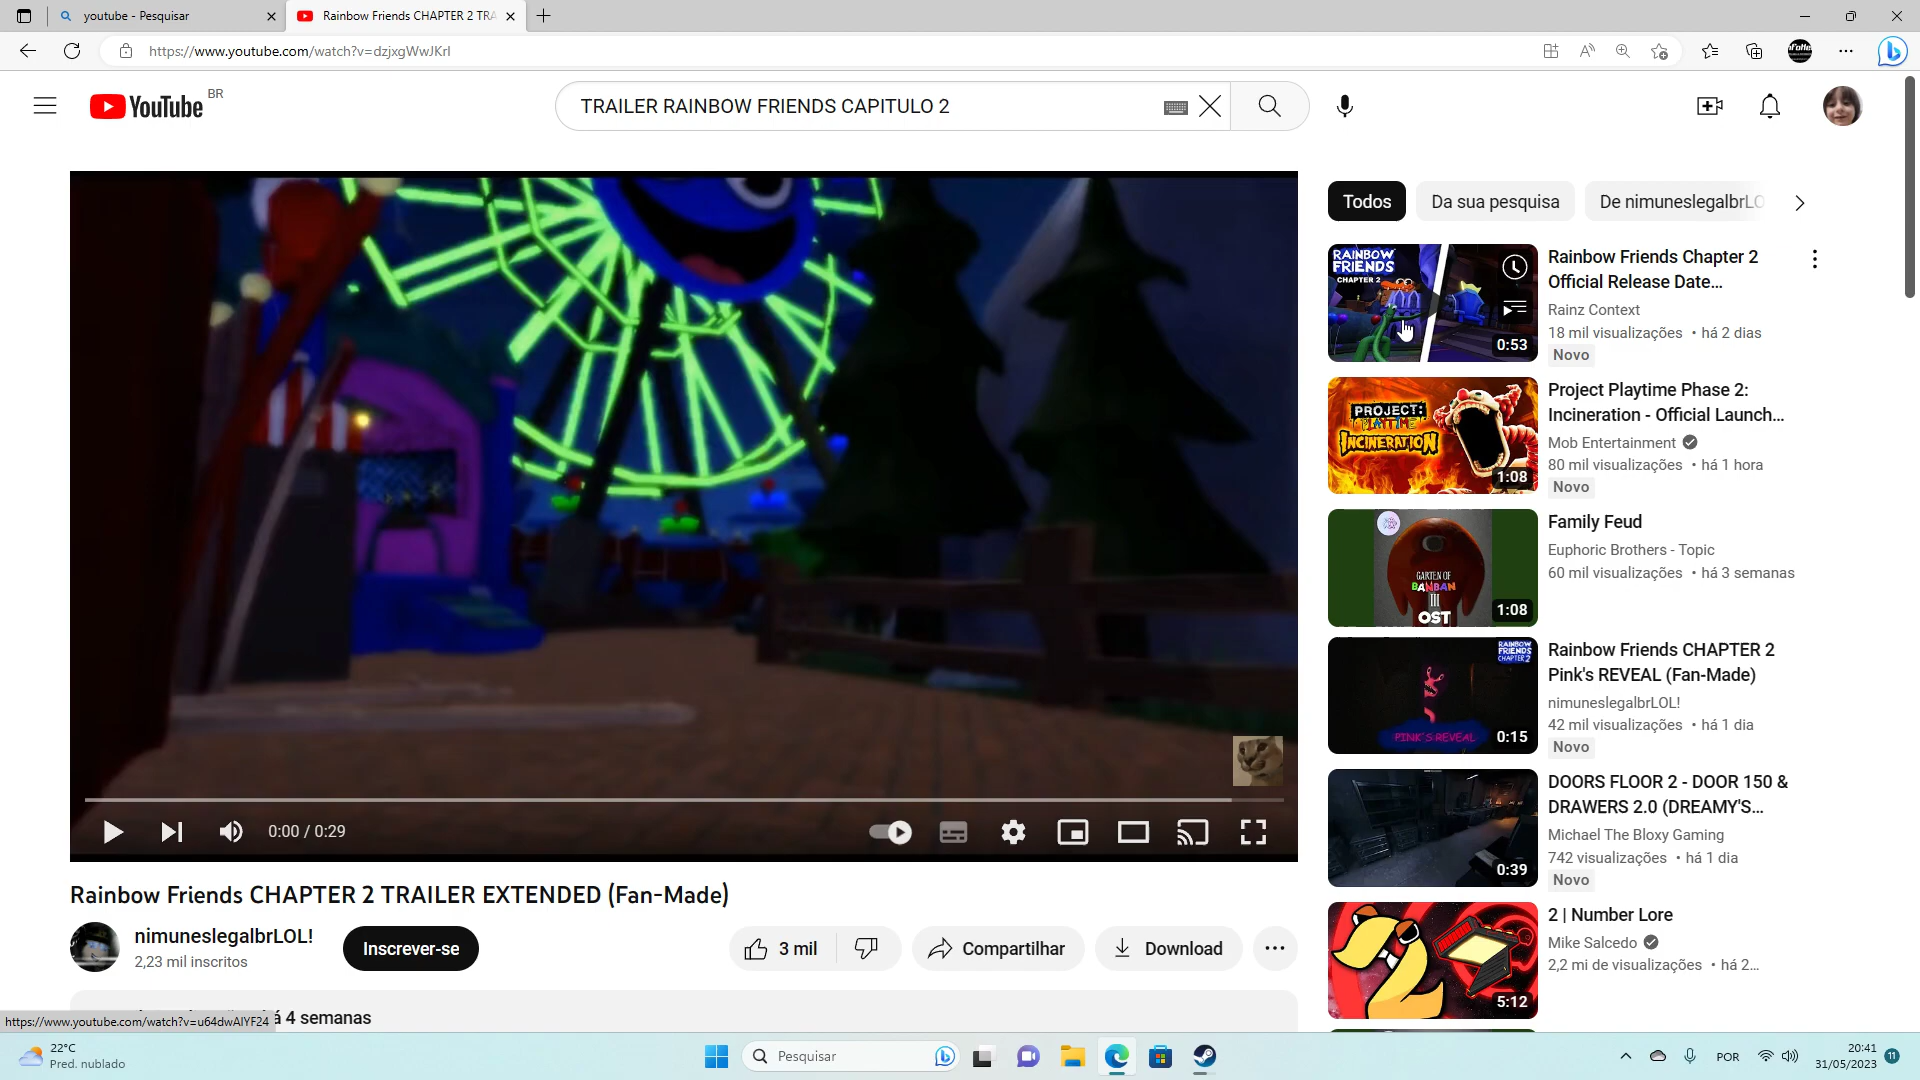 youtube - Pesquisar
Rainbow Friends CHAPTER 2 TRA
https://www.youtube.com/watch?v=dzjxgWwJKrI
YouTube BR
TRAILER RAINBOW FRIENDS CAPITULO 2
Todos
Da sua pesquisa
De nimuneslegalbrLO
RAINBOW
FRIENDS
CHAPTER 2
0:53
Rainbow Friends Chapter 2
Official Release Date...
Rainz Context
18 mil visualizações • há 2 dias
Novo
PROJECT:
PLAYTIME
INCINERATION
1:08
Project Playtime Phase 2:
Incineration - Official Launch...
Mob Entertainment
80 mil visualizações • há 1 hora
Novo
GARTEN OF
BANBAN
III
OST
1:08
Family Feud
Euphoric Brothers - Topic
60 mil visualizações • há 3 semanas
RAINBOW
FRIENDS
CHAPTER 2
PINK'S REVEAL
0:15
Rainbow Friends CHAPTER 2
Pink's REVEAL (Fan-Made)
nimuneslegalbrLOL!
42 mil visualizações • há 1 dia
Novo
0:39
DOORS FLOOR 2 - DOOR 150 &
DRAWERS 2.0 (DREAMY'S...
Michael The Bloxy Gaming
742 visualizações • há 1 dia
Novo
5:12
2 | Number Lore
Mike Salcedo
2,2 mi de visualizações • há 2...
0:00 / 0:29
Rainbow Friends CHAPTER 2 TRAILER EXTENDED (Fan-Made)
nimuneslegalbrLOL!
2,23 mil inscritos
Inscrever-se
3 mil
Compartilhar
Download
á 4 semanas
https://www.youtube.com/watch?v=u64dwAIYF24
22°C
Pred. nublado
Pesquisar
POR
20:41
31/05/2023
11